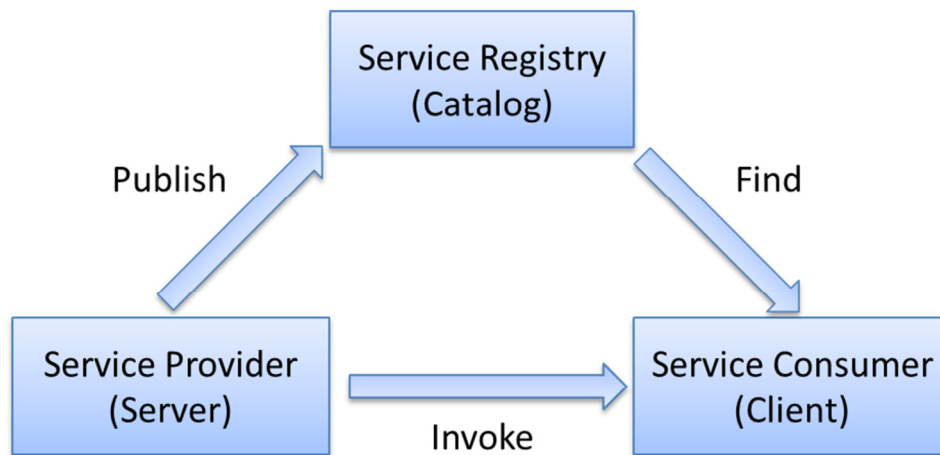 Service Registry
(Catalog)
Publish
Find
Service Provider
(Server)
Service Consumer
(Client)
Invoke